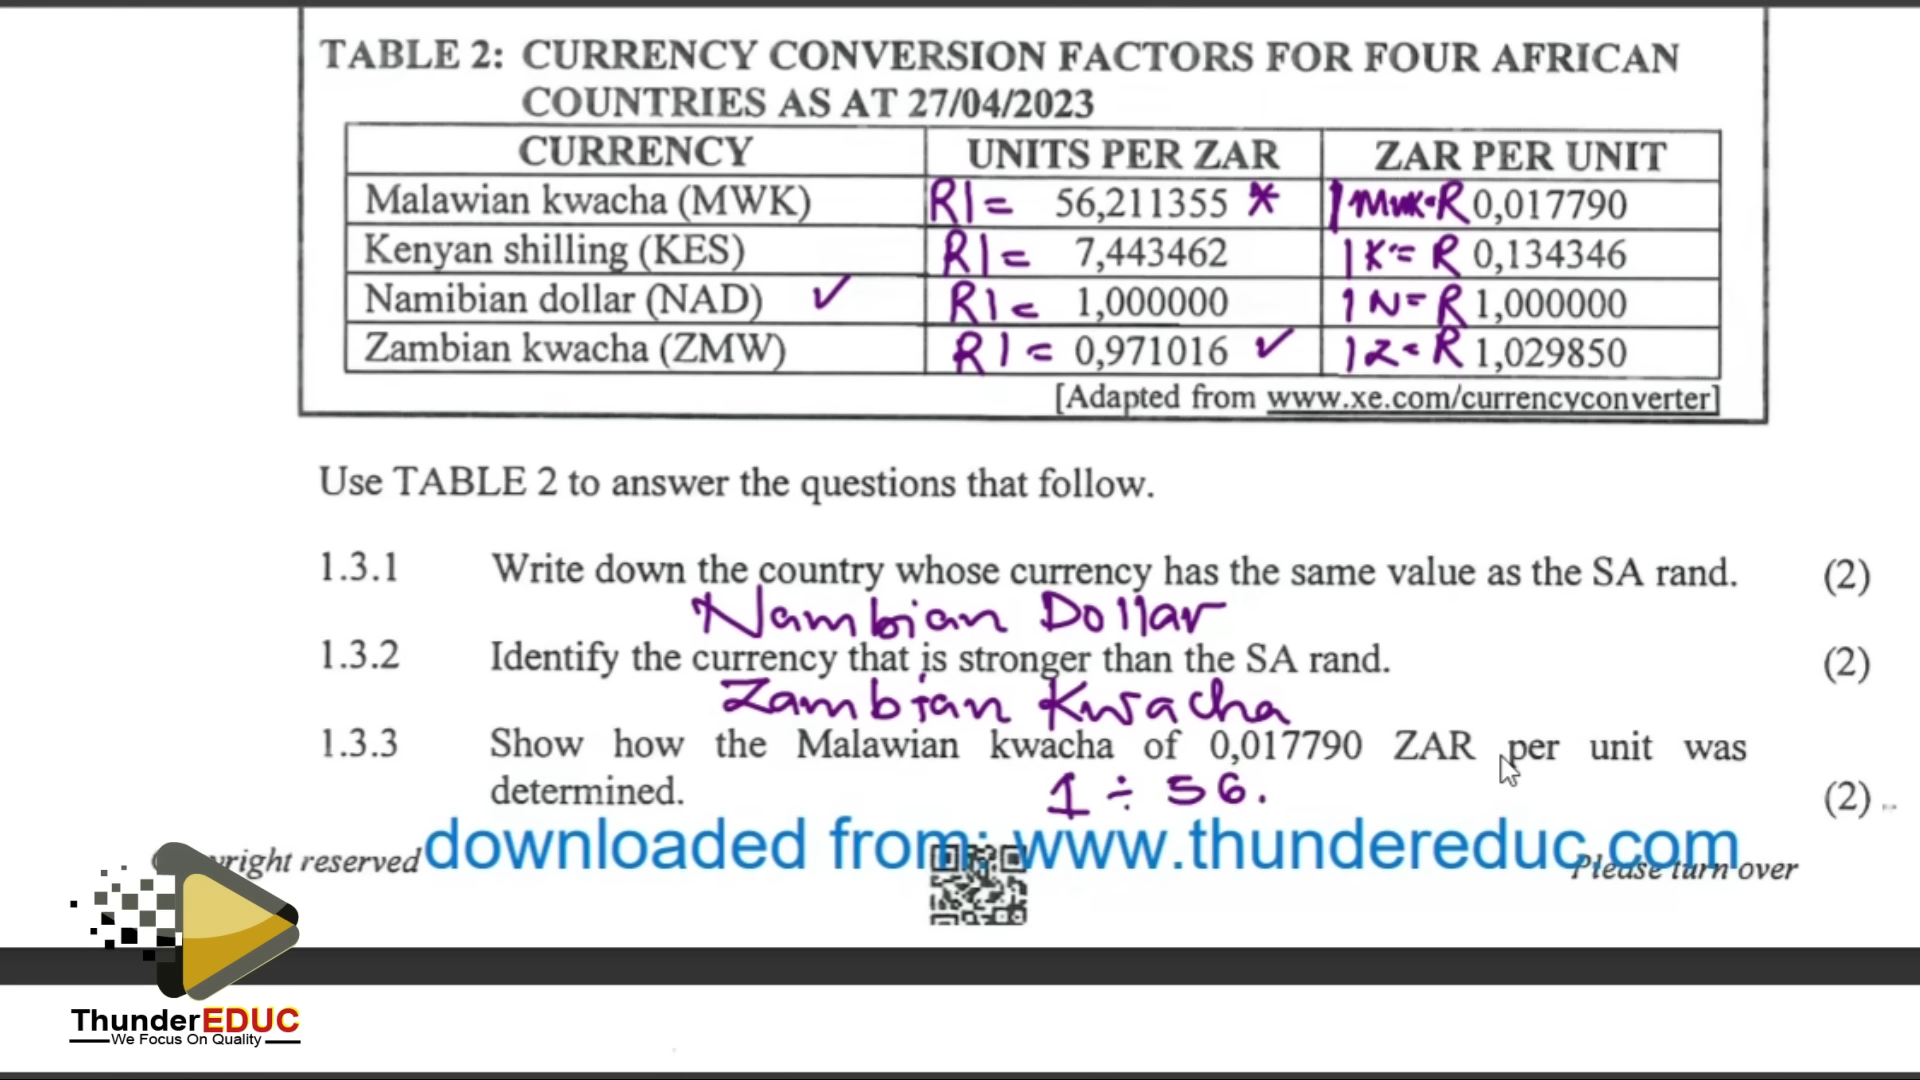 TABLE 2: CURRENCY CONVERSION FACTORS FOR FOUR AFRICAN
COUNTRIES AS AT 27/04/2023
CURRENCY UNITS PER ZAR ZAR PER UNIT
Malawian kwacha (MWK) R1 = 56,211355 * 1 MWK = R 0,017790
Kenyan shilling (KES) R1 = 7,443462 1 K = R 0,134346
Namibian dollar (NAD) ✓ R1 = 1,000000 1 N = R 1,000000
Zambian kwacha (ZMW) R1 = 0,971016 ✓ 1 Z = R 1,029850
[Adapted from www.xe.com/currencyconverter]
Use TABLE 2 to answer the questions that follow.
1.3.1 Write down the country whose currency has the same value as the SA rand. (2)
Nambian Dollar
1.3.2 Identify the currency that is stronger than the SA rand. (2)
Zambian Kwacha
1.3.3 Show how the Malawian kwacha of 0,017790 ZAR per unit was
determined. 1 ÷ 56. (2)
downloaded from: www.thundereduc.com
right reserved Please turn over
ThunderEDUC
We Focus On Quality